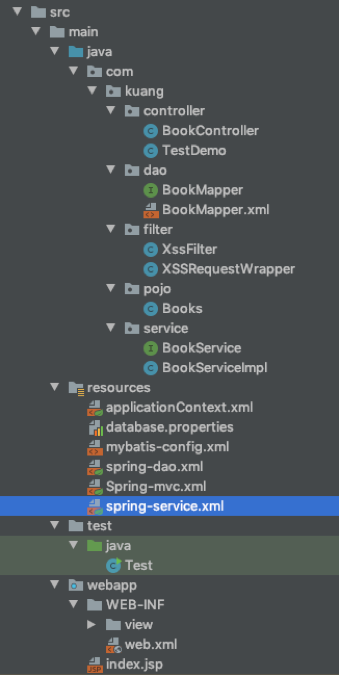 src
main
java
com
kuang
controller
BookController
TestDemo
dao
BookMapper
BookMapper.xml
filter
XssFilter
XSSRequestWrapper
pojo
Books
service
BookService
BookServiceImpl
resources
applicationContext.xml
database.properties
mybatis-config.xml
spring-dao.xml
Spring-mvc.xml
spring-service.xml
test
java
Test
webapp
WEB-INF
view
web.xml
index.jsp